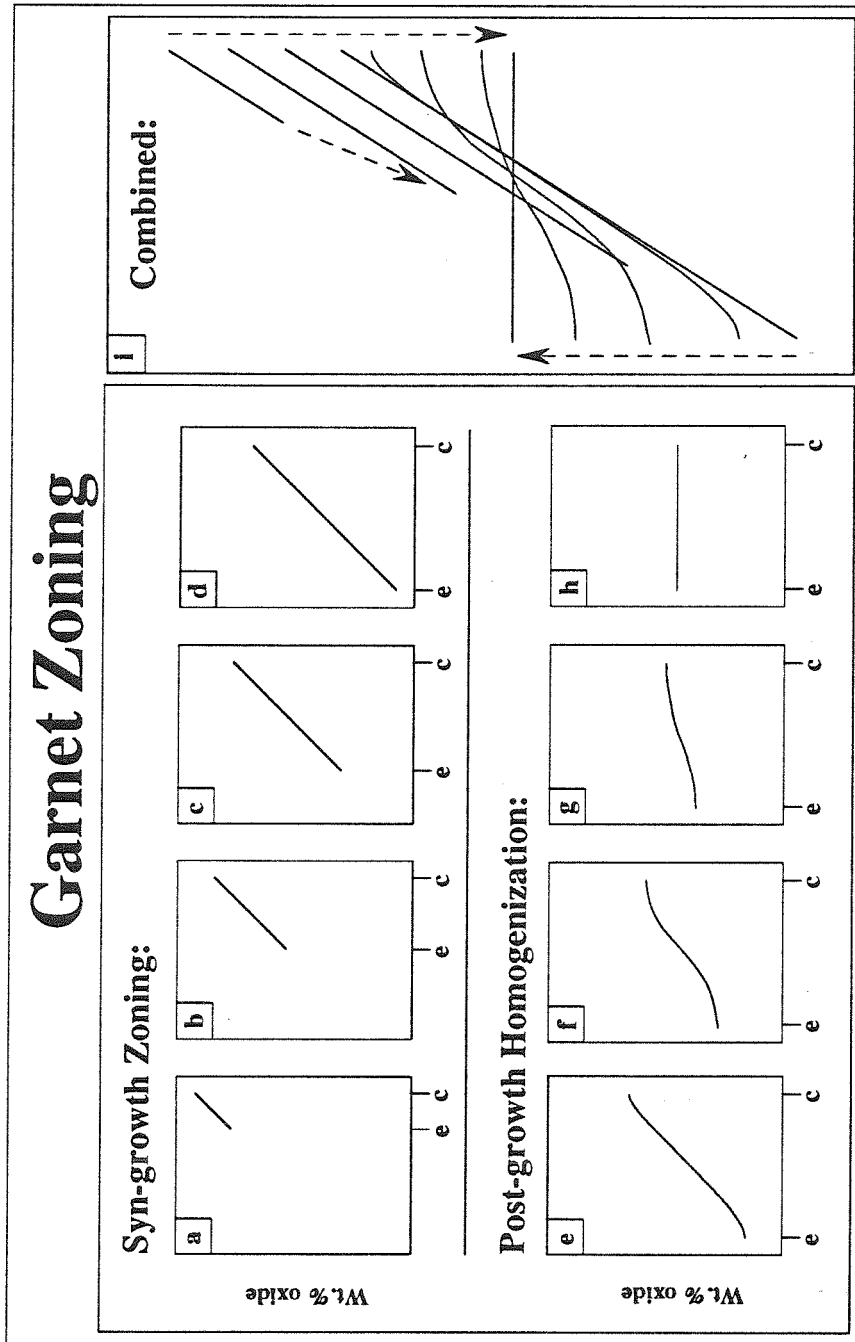 Garnet Zoning
Syn-growth Zoning:
Wt.% oxide
a
e c
b
e c
c
e c
d
e c
Post-growth Homogenization:
Wt.% oxide
e
e c
f
e c
g
e c
h
e c
i
Combined: